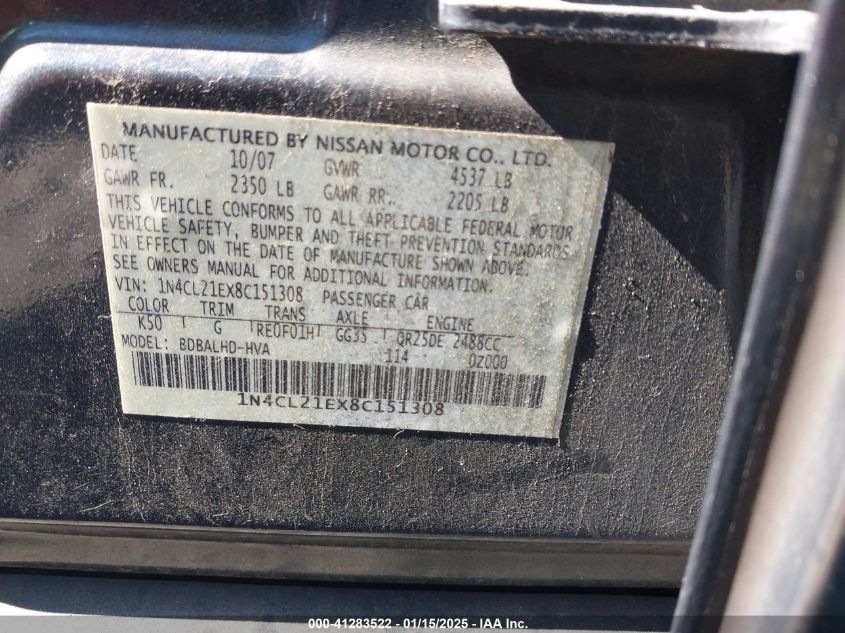 MANUFACTURED BY NISSAN MOTOR CO., LTD.
DATE 10/07 GVWR 4537 LB
GAWR FR. 2350 LB GAWR RR. 2205 LB
THIS VEHICLE CONFORMS TO ALL APPLICABLE FEDERAL MOTOR
VEHICLE SAFETY, BUMPER AND THEFT PREVENTION STANDARDS
IN EFFECT ON THE DATE OF MANUFACTURE SHOWN ABOVE.
SEE OWNERS MANUAL FOR ADDITIONAL INFORMATION.
VIN: 1N4CL21EX8C151308 PASSENGER CAR
COLOR TRIM TRANS AXLE ENGINE
K50 G RE0F01H GG35 QR25DE 2488CC
MODEL: BDBALHD-HVA 114 0Z000
1N4CL21EX8C151308
000-41283522 - 01/15/2025 - IAA, Inc.